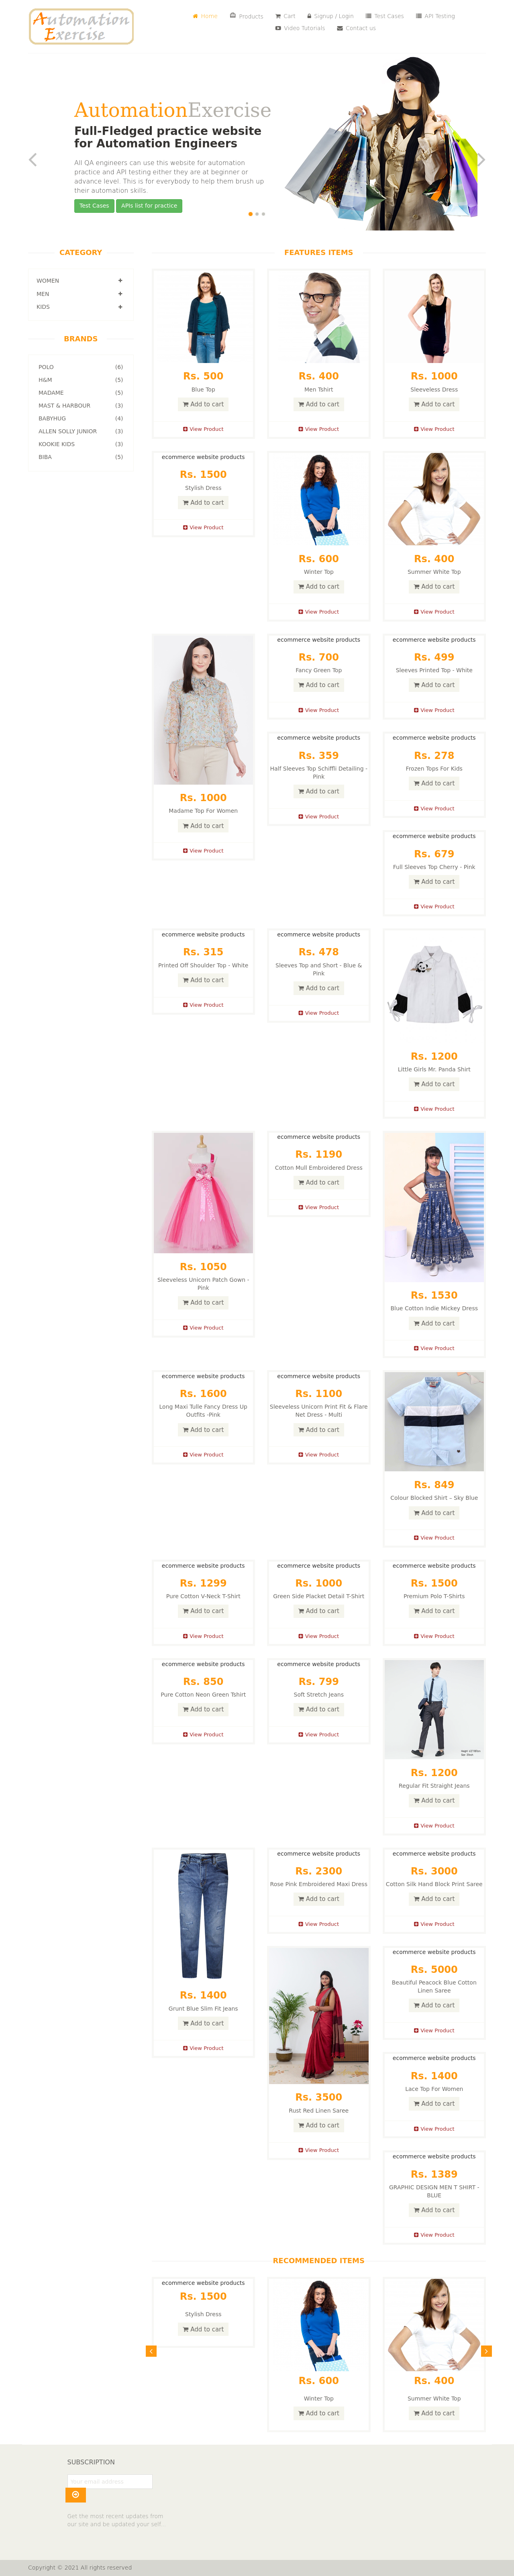 Automation
Exercise
Home
Products
Cart
Signup / Login
Test Cases
API Testing
Video Tutorials
Contact us
AutomationExercise
Full-Fledged practice website
for Automation Engineers
All QA engineers can use this website for automation
practice and API testing either they are at beginner or
advance level. This is for everybody to help them brush up
their automation skills.
Test Cases
APIs list for practice
CATEGORY
WOMEN
MEN
KIDS
BRANDS
POLO (6)
H&M (5)
MADAME (5)
MAST & HARBOUR (3)
BABYHUG (4)
ALLEN SOLLY JUNIOR (3)
KOOKIE KIDS (3)
BIBA (5)
FEATURES ITEMS
Rs. 500
Blue Top
Add to cart
View Product
Rs. 400
Men Tshirt
Add to cart
View Product
Rs. 1000
Sleeveless Dress
Add to cart
View Product
ecommerce website products
Rs. 1500
Stylish Dress
Add to cart
View Product
Rs. 600
Winter Top
Add to cart
View Product
Rs. 400
Summer White Top
Add to cart
View Product
Rs. 1000
Madame Top For Women
Add to cart
View Product
ecommerce website products
Rs. 700
Fancy Green Top
Add to cart
View Product
ecommerce website products
Rs. 499
Sleeves Printed Top - White
Add to cart
View Product
ecommerce website products
Rs. 359
Half Sleeves Top Schiffli Detailing -
Pink
Add to cart
View Product
ecommerce website products
Rs. 278
Frozen Tops For Kids
Add to cart
View Product
ecommerce website products
Rs. 679
Full Sleeves Top Cherry - Pink
Add to cart
View Product
ecommerce website products
Rs. 315
Printed Off Shoulder Top - White
Add to cart
View Product
ecommerce website products
Rs. 478
Sleeves Top and Short - Blue &
Pink
Add to cart
View Product
Rs. 1200
Little Girls Mr. Panda Shirt
Add to cart
View Product
Rs. 1050
Sleeveless Unicorn Patch Gown -
Pink
Add to cart
View Product
ecommerce website products
Rs. 1190
Cotton Mull Embroidered Dress
Add to cart
View Product
Rs. 1530
Blue Cotton Indie Mickey Dress
Add to cart
View Product
ecommerce website products
Rs. 1600
Long Maxi Tulle Fancy Dress Up
Outfits -Pink
Add to cart
View Product
ecommerce website products
Rs. 1100
Sleeveless Unicorn Print Fit & Flare
Net Dress - Multi
Add to cart
View Product
Rs. 849
Colour Blocked Shirt – Sky Blue
Add to cart
View Product
ecommerce website products
Rs. 1299
Pure Cotton V-Neck T-Shirt
Add to cart
View Product
ecommerce website products
Rs. 1000
Green Side Placket Detail T-Shirt
Add to cart
View Product
ecommerce website products
Rs. 1500
Premium Polo T-Shirts
Add to cart
View Product
ecommerce website products
Rs. 850
Pure Cotton Neon Green Tshirt
Add to cart
View Product
ecommerce website products
Rs. 799
Soft Stretch Jeans
Add to cart
View Product
Rs. 1200
Regular Fit Straight Jeans
Add to cart
View Product
Rs. 1400
Grunt Blue Slim Fit Jeans
Add to cart
View Product
ecommerce website products
Rs. 2300
Rose Pink Embroidered Maxi Dress
Add to cart
View Product
ecommerce website products
Rs. 3000
Cotton Silk Hand Block Print Saree
Add to cart
View Product
Rs. 3500
Rust Red Linen Saree
Add to cart
View Product
ecommerce website products
Rs. 5000
Beautiful Peacock Blue Cotton
Linen Saree
Add to cart
View Product
ecommerce website products
Rs. 1400
Lace Top For Women
Add to cart
View Product
ecommerce website products
Rs. 1389
GRAPHIC DESIGN MEN T SHIRT -
BLUE
Add to cart
View Product
RECOMMENDED ITEMS
ecommerce website products
Rs. 1500
Stylish Dress
Add to cart
Rs. 600
Winter Top
Add to cart
Rs. 400
Summer White Top
Add to cart
SUBSCRIPTION
Your email address
Get the most recent updates from
our site and be updated your self...
Copyright © 2021 All rights reserved